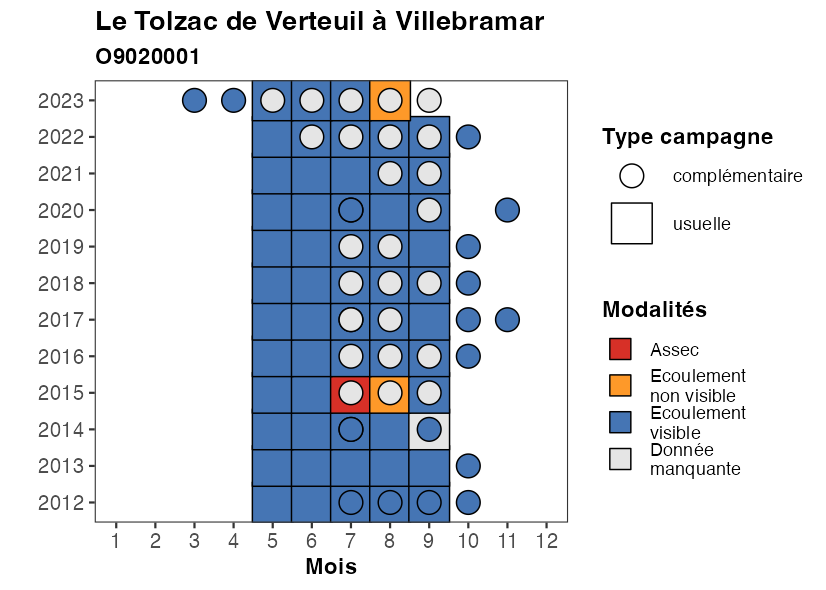 Le Tolzac de Verteuil à Villebramar
O9020001
2023
2022
2021
2020
2019
2018
2017
2016
2015
2014
2013
2012
1 2 3 4 5 6 7 8 9 10 11 12
Mois
Type campagne
complémentaire
usuelle
Modalités
Assec
Ecoulement
non visible
Ecoulement
visible
Donnée
manquante